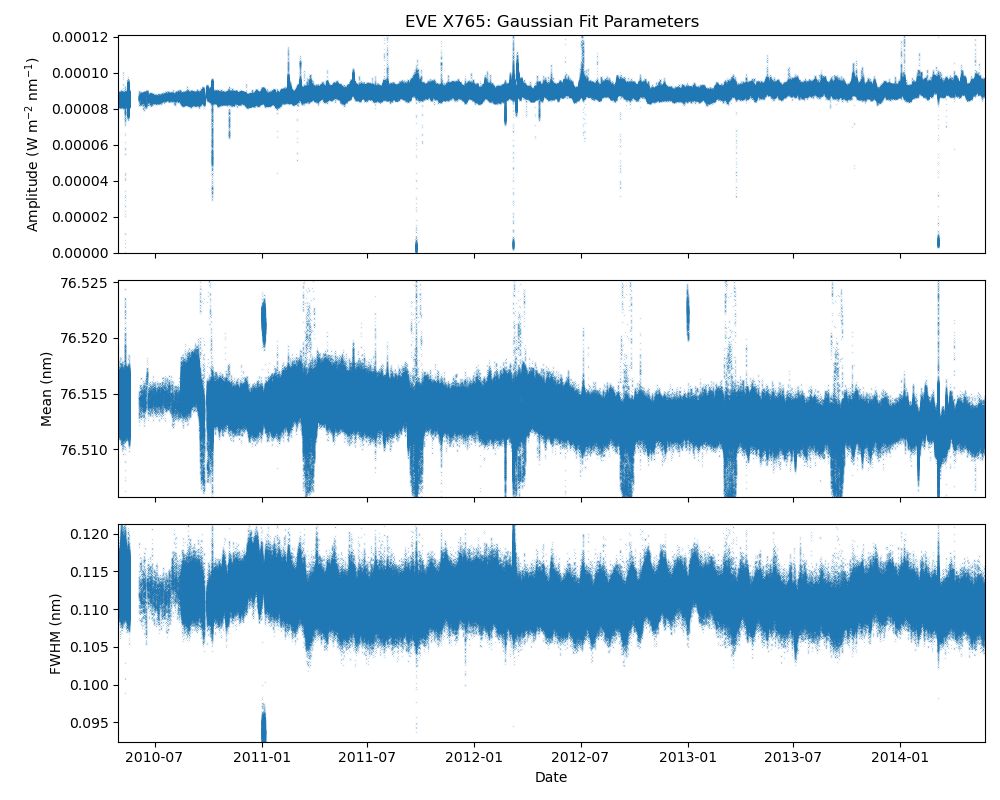 EVE X765: Gaussian Fit Parameters
0.00012
0.00010
0.00008
0.00006
0.00004
0.00002
0.00000
Amplitude (W m⁻² nm⁻¹)
76.525
76.520
76.515
76.510
Mean (nm)
0.120
0.115
0.110
0.105
0.100
0.095
FWHM (nm)
2010-07 2011-01 2011-07 2012-01 2012-07 2013-01 2013-07 2014-01
Date